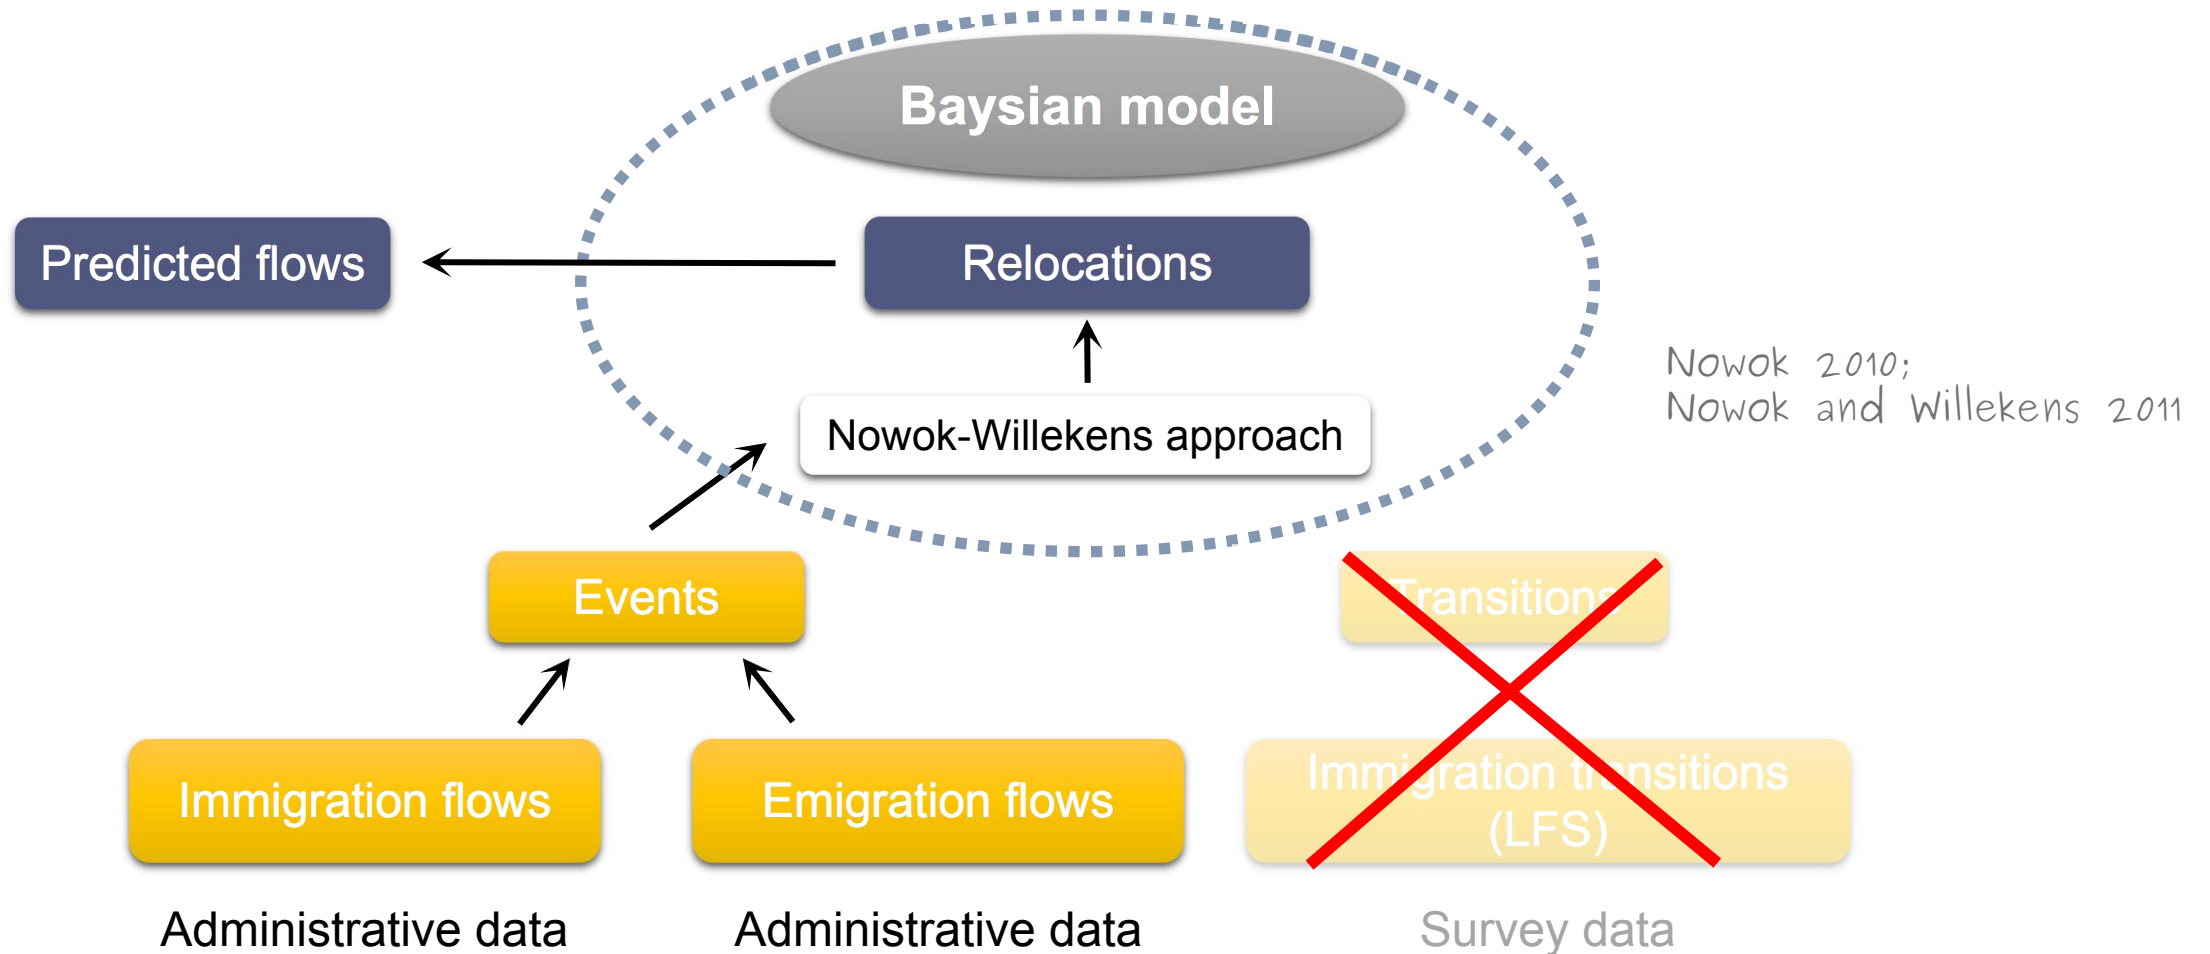 Baysian model
Predicted flows
Relocations
Nowok 2010;
Nowok and Willekens 2011
Nowok-Willekens approach
Events
Transitions
Immigration flows
Emigration flows
Immigration transitions
(LFS)
Administrative data
Administrative data
Survey data